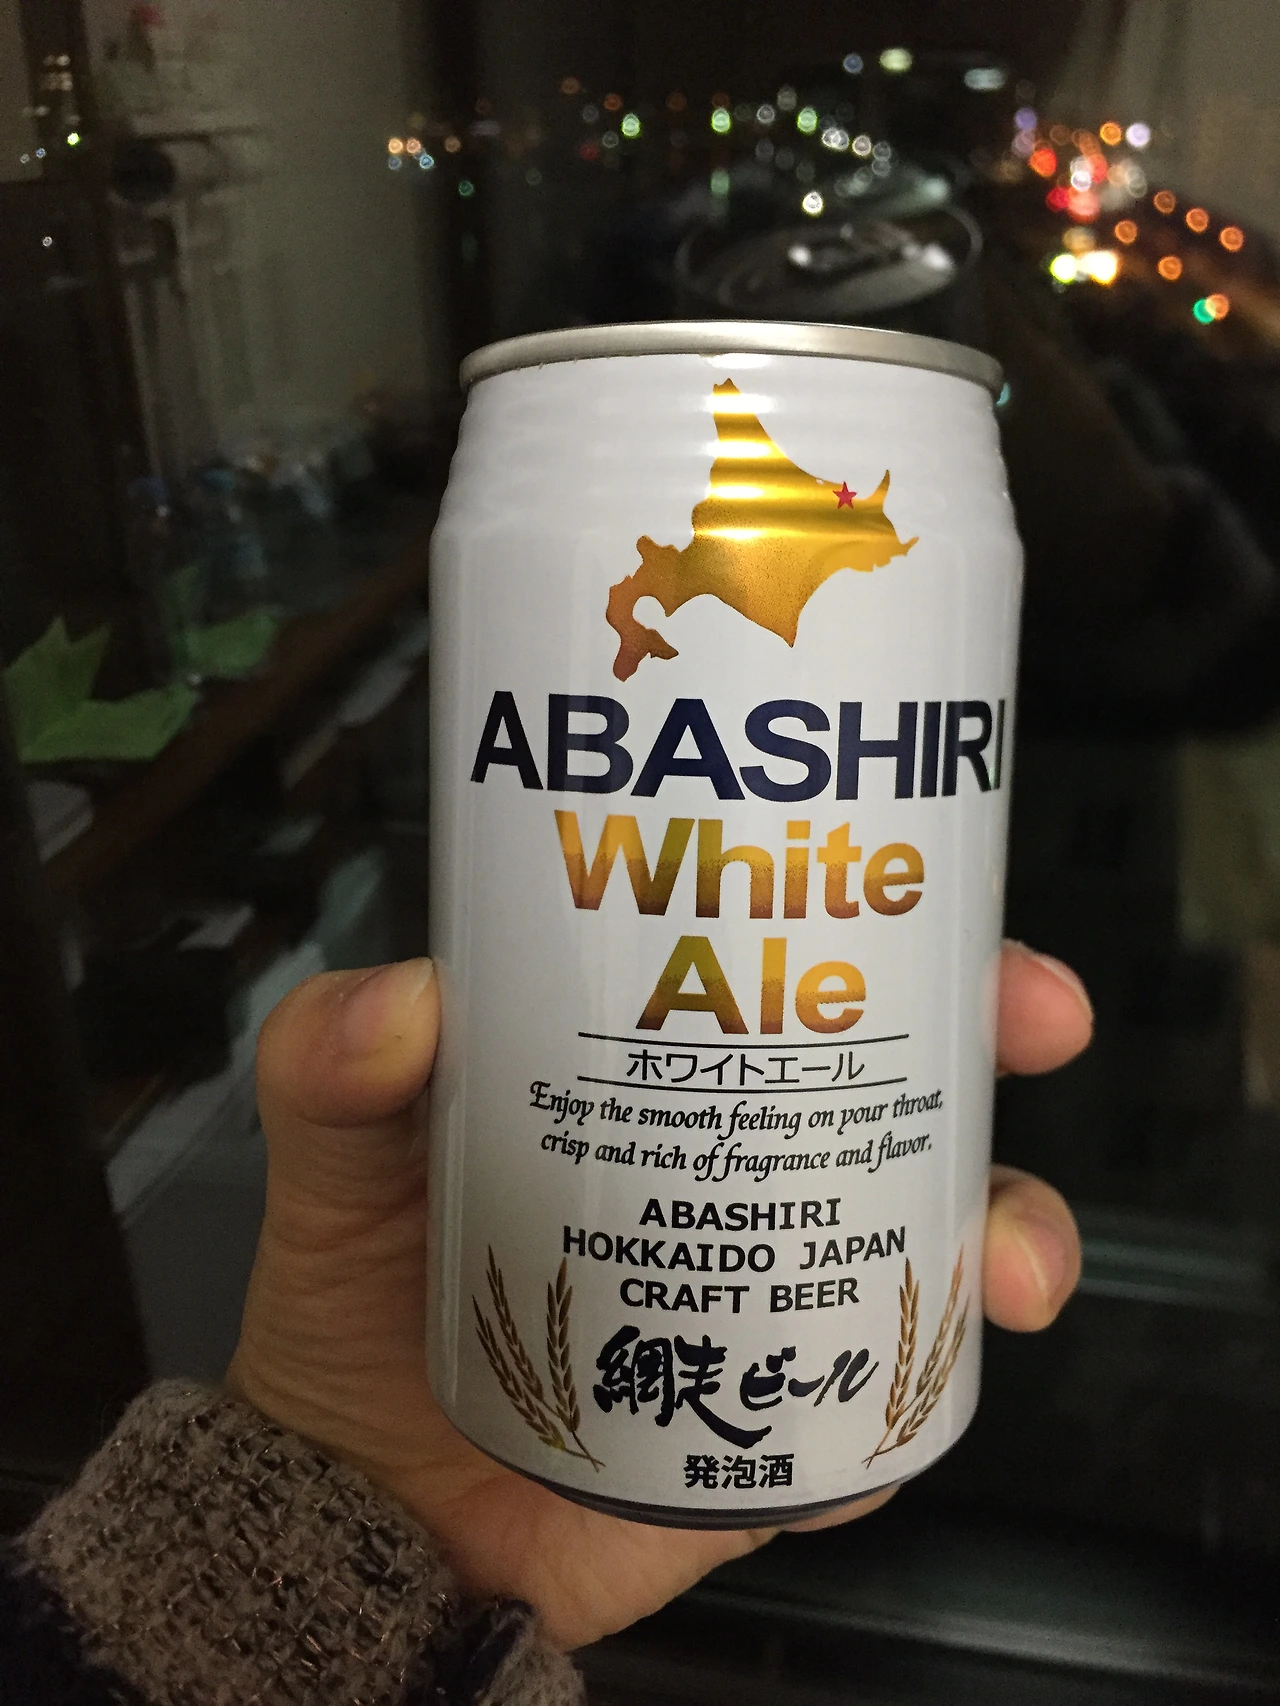 ABASHIRI
White
Ale
ホワイトエール
Enjoy the smooth feeling on your throat,
crisp and rich of fragrance and flavor.
ABASHIRI
HOKKAIDO JAPAN
CRAFT BEER
網走ビール
発泡酒